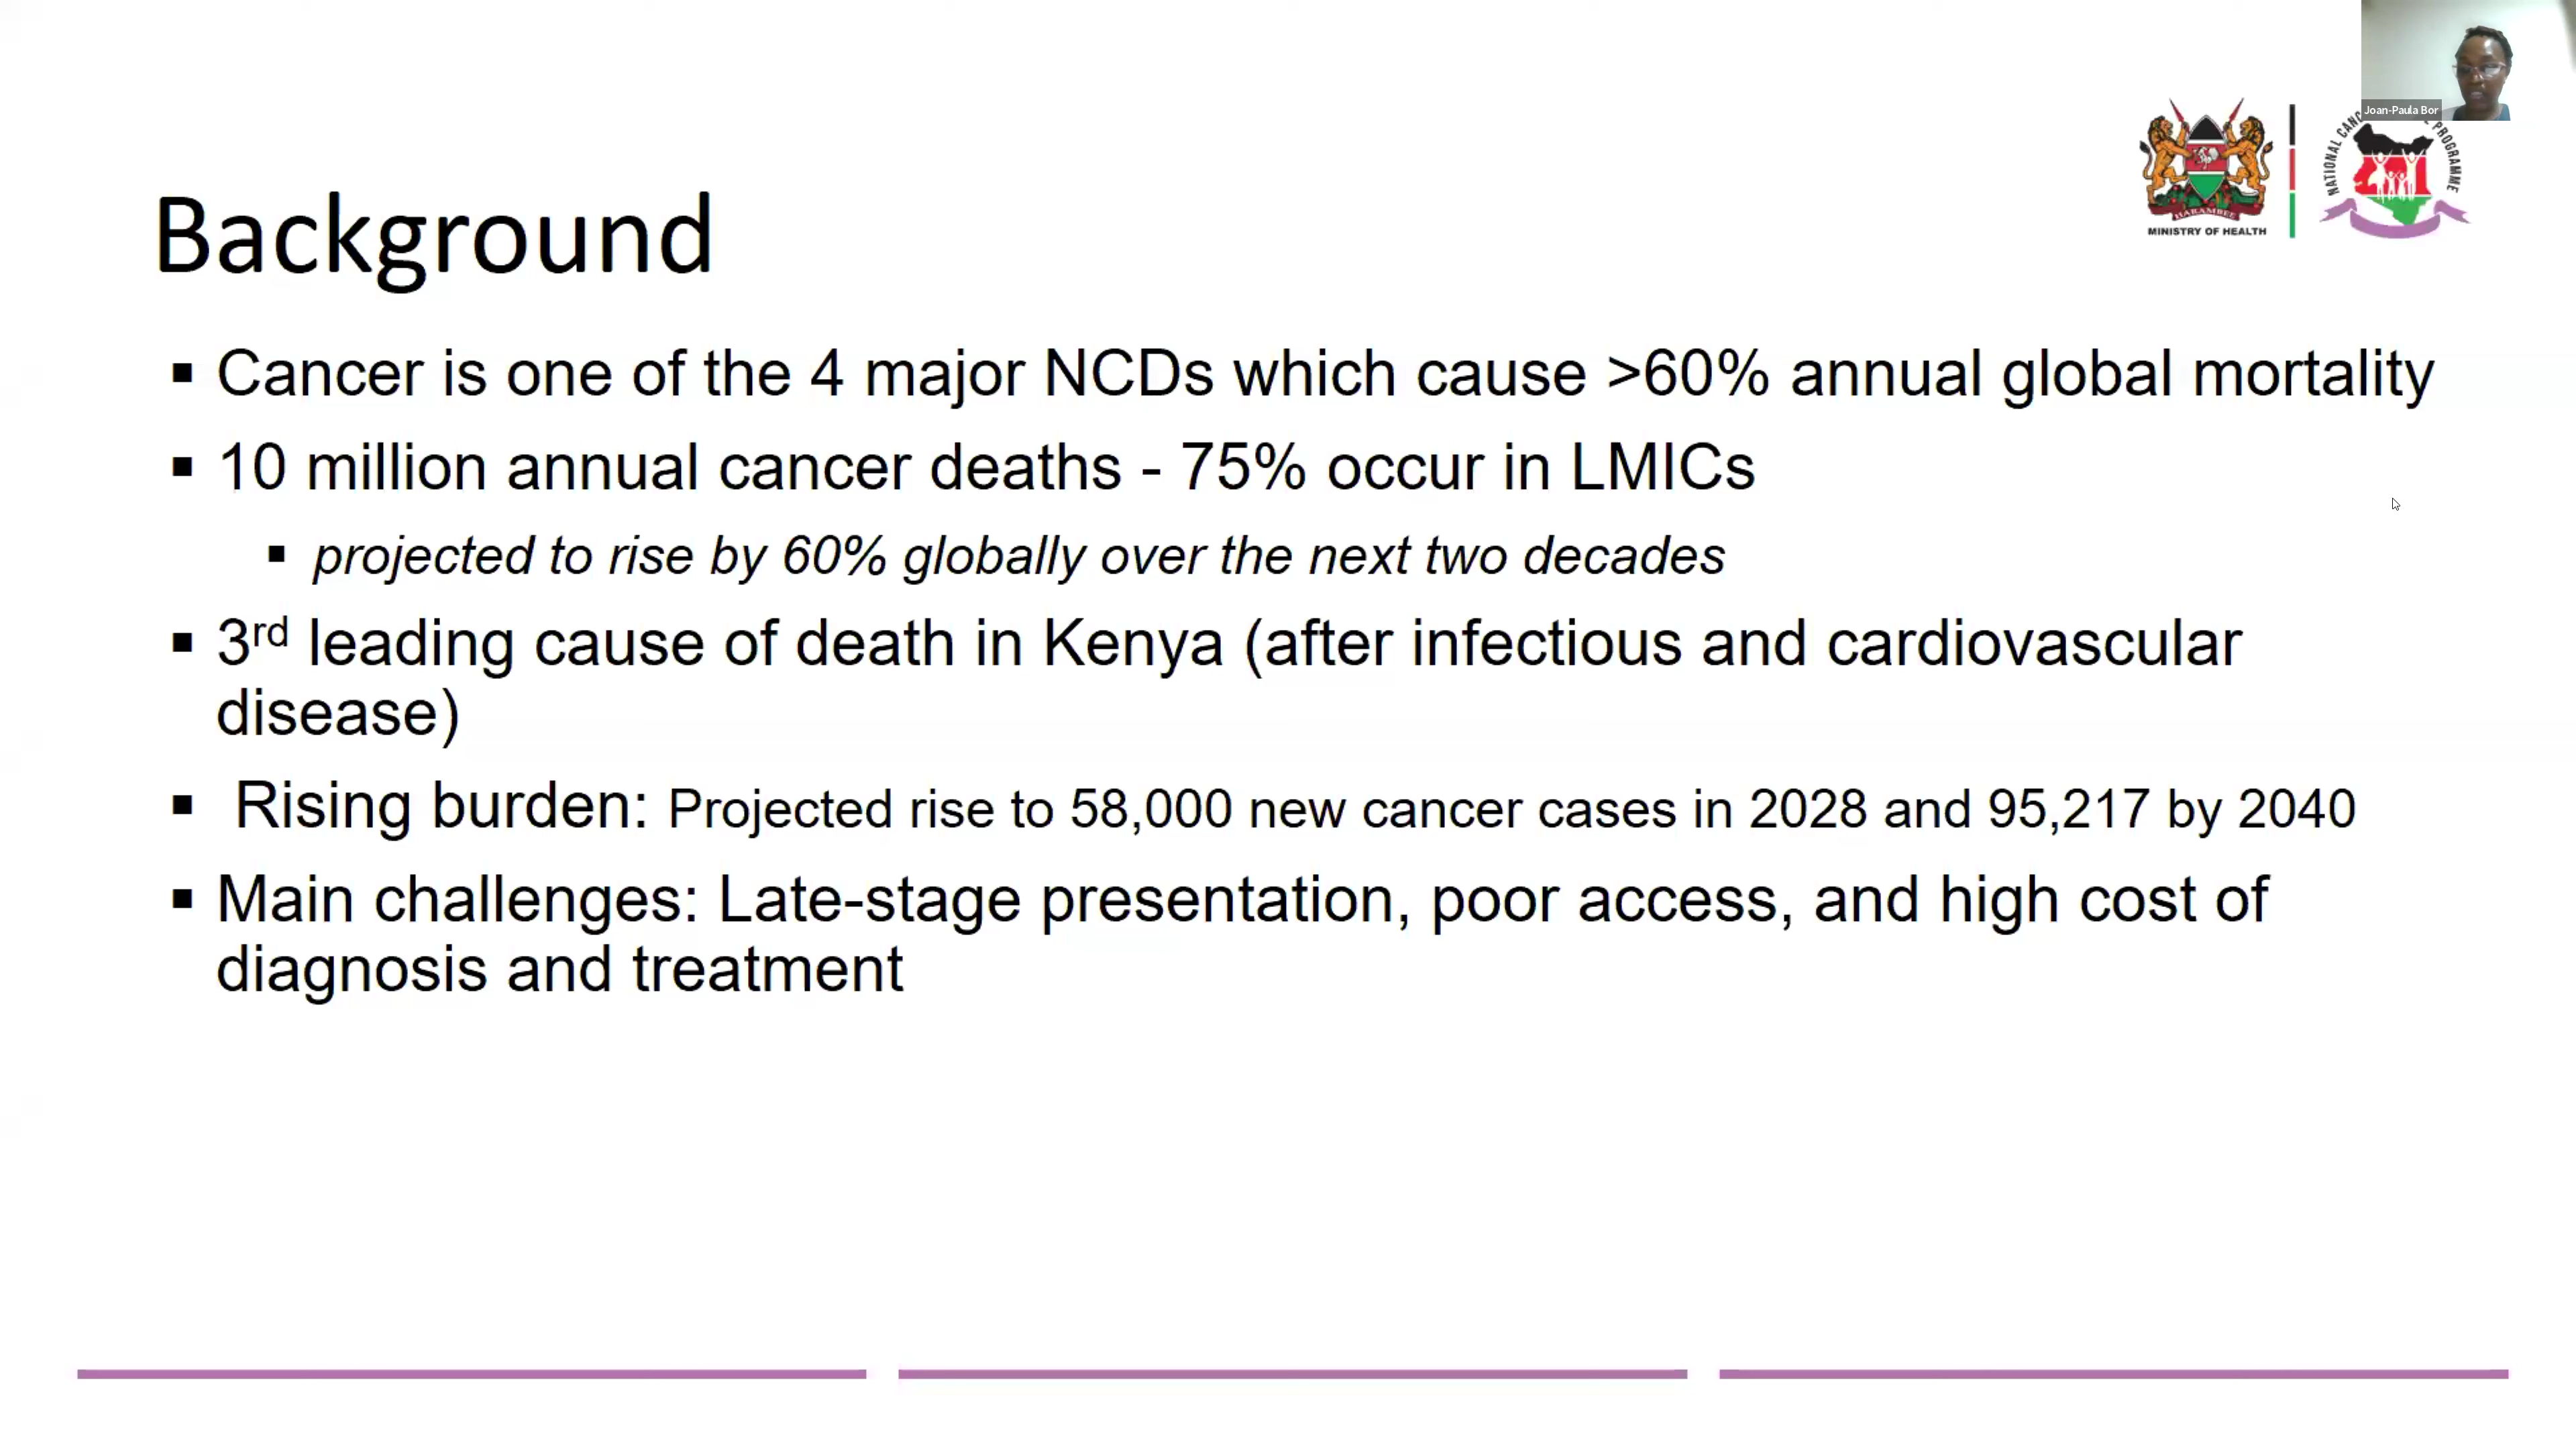 Joan-Paula Bor
NATIONAL PROGRAMME
HARAMBEE
MINISTRY OF HEALTH
Background
▪ Cancer is one of the 4 major NCDs which cause >60% annual global mortality
▪ 10 million annual cancer deaths - 75% occur in LMICs
▪ projected to rise by 60% globally over the next two decades
▪ 3rd leading cause of death in Kenya (after infectious and cardiovascular
disease)
▪ Rising burden: Projected rise to 58,000 new cancer cases in 2028 and 95,217 by 2040
▪ Main challenges: Late-stage presentation, poor access, and high cost of
diagnosis and treatment